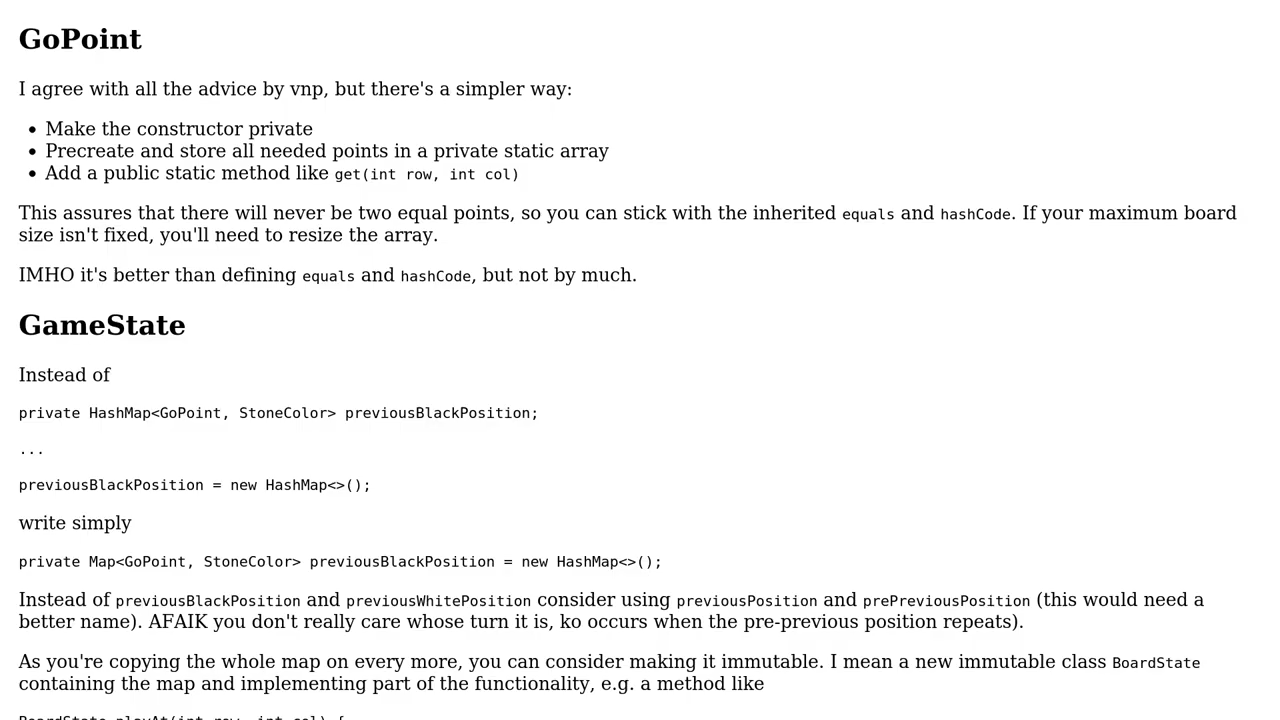 GoPoint
I agree with all the advice by vnp, but there's a simpler way:
Make the constructor private
Precreate and store all needed points in a private static array
Add a public static method like get(int row, int col)
This assures that there will never be two equal points, so you can stick with the inherited equals and hashCode. If your maximum board
size isn't fixed, you'll need to resize the array.
IMHO it's better than defining equals and hashCode, but not by much.
GameState
Instead of
private HashMap<GoPoint, StoneColor> previousBlackPosition;
...
previousBlackPosition = new HashMap<>();
write simply
private Map<GoPoint, StoneColor> previousBlackPosition = new HashMap<>();
Instead of previousBlackPosition and previousWhitePosition consider using previousPosition and prePreviousPosition (this would need a
better name). AFAIK you don't really care whose turn it is, ko occurs when the pre-previous position repeats).
As you're copying the whole map on every more, you can consider making it immutable. I mean a new immutable class BoardState
containing the map and implementing part of the functionality, e.g. a method like
BoardState playAt(int row, int col) {